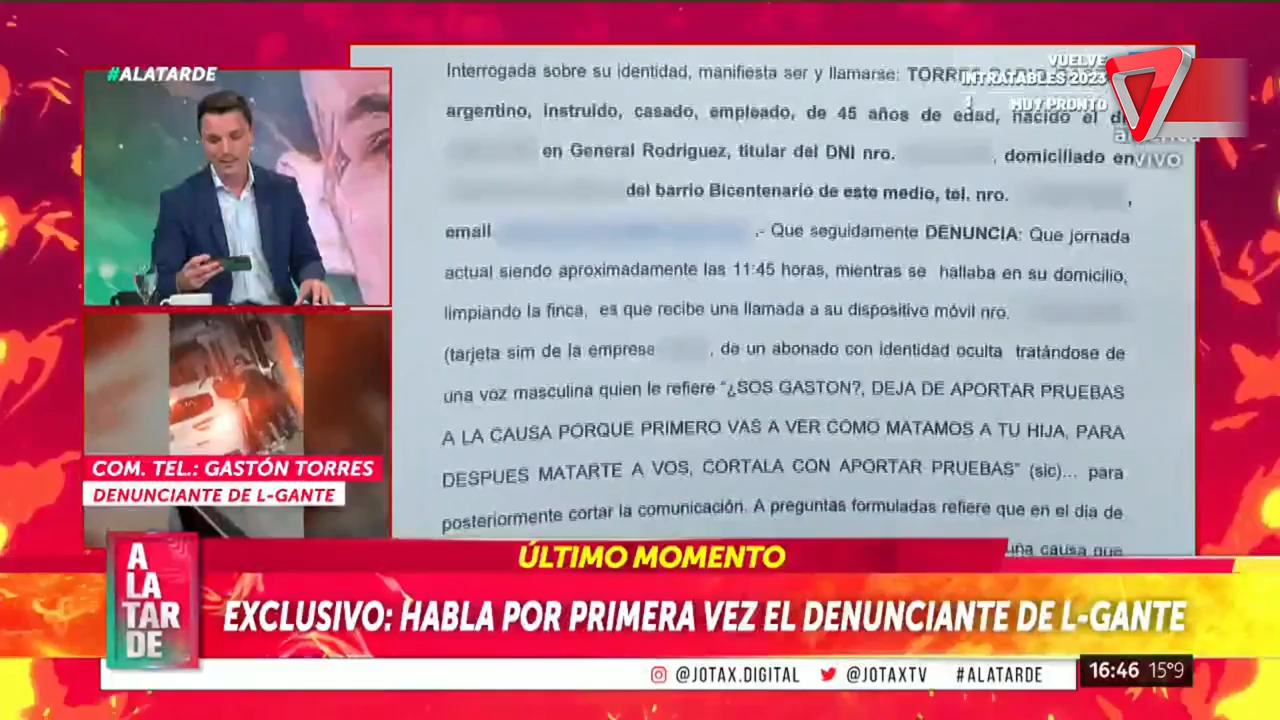 #ALATARDE
VUELVE
INTRATABLES 2023
MUY PRONTO
VIVO
Interrogada sobre su identidad, manifiesta ser y llamarse: TORRES
argentino, instruido, casado, empleado, de 45 años de edad, nacido el
en General Rodriguez, titular del DNI nro. , domiciliado en
del barrio Bicentenario de este medio, tel. nro. ,
email .- Que seguidamente DENUNCIA: Que jornada
actual siendo aproximadamente las 11:45 horas, mientras se hallaba en su domicilio,
limpiando la finca, es que recibe una llamada a su dispositivo móvil nro.
(tarjeta sim de la empresa , de un abonado con identidad oculta tratándose de
una voz masculina quien le refiere "¿SOS GASTON?, DEJA DE APORTAR PRUEBAS
A LA CAUSA PORQUE PRIMERO VAS A VER COMO MATAMOS A TU HIJA, PARA
DESPUES MATARTE A VOS, CORTALA CON APORTAR PRUEBAS" (sic)... para
posteriormente cortar la comunicación. A preguntas formuladas refiere que en el día de
causa que
COM. TEL.: GASTÓN TORRES
DENUNCIANTE DE L-GANTE
A
LA
TAR
DE
ÚLTIMO MOMENTO
EXCLUSIVO: HABLA POR PRIMERA VEZ EL DENUNCIANTE DE L-GANTE
@JOTAX.DIGITAL @JOTAXTV #ALATARDE
16:46 15°9